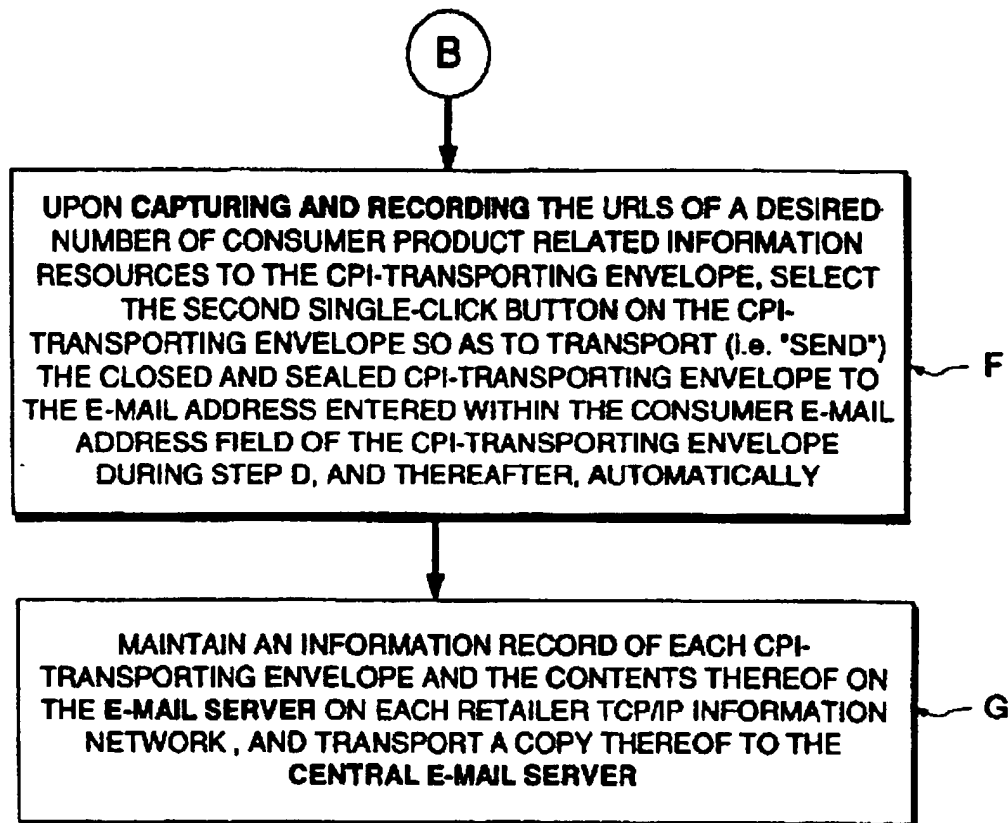 B
UPON CAPTURING AND RECORDING THE URLS OF A DESIRED
NUMBER OF CONSUMER PRODUCT RELATED INFORMATION
RESOURCES TO THE CPI-TRANSPORTING ENVELOPE, SELECT
THE SECOND SINGLE-CLICK BUTTON ON THE CPI-
TRANSPORTING ENVELOPE SO AS TO TRANSPORT (i.e. "SEND")
THE CLOSED AND SEALED CPI-TRANSPORTING ENVELOPE TO
THE E-MAIL ADDRESS ENTERED WITHIN THE CONSUMER E-MAIL
ADDRESS FIELD OF THE CPI-TRANSPORTING ENVELOPE
DURING STEP D, AND THEREAFTER, AUTOMATICALLY
F
MAINTAIN AN INFORMATION RECORD OF EACH CPI-
TRANSPORTING ENVELOPE AND THE CONTENTS THEREOF ON
THE E-MAIL SERVER ON EACH RETAILER TCP/IP INFORMATION
NETWORK , AND TRANSPORT A COPY THEREOF TO THE
CENTRAL E-MAIL SERVER
G